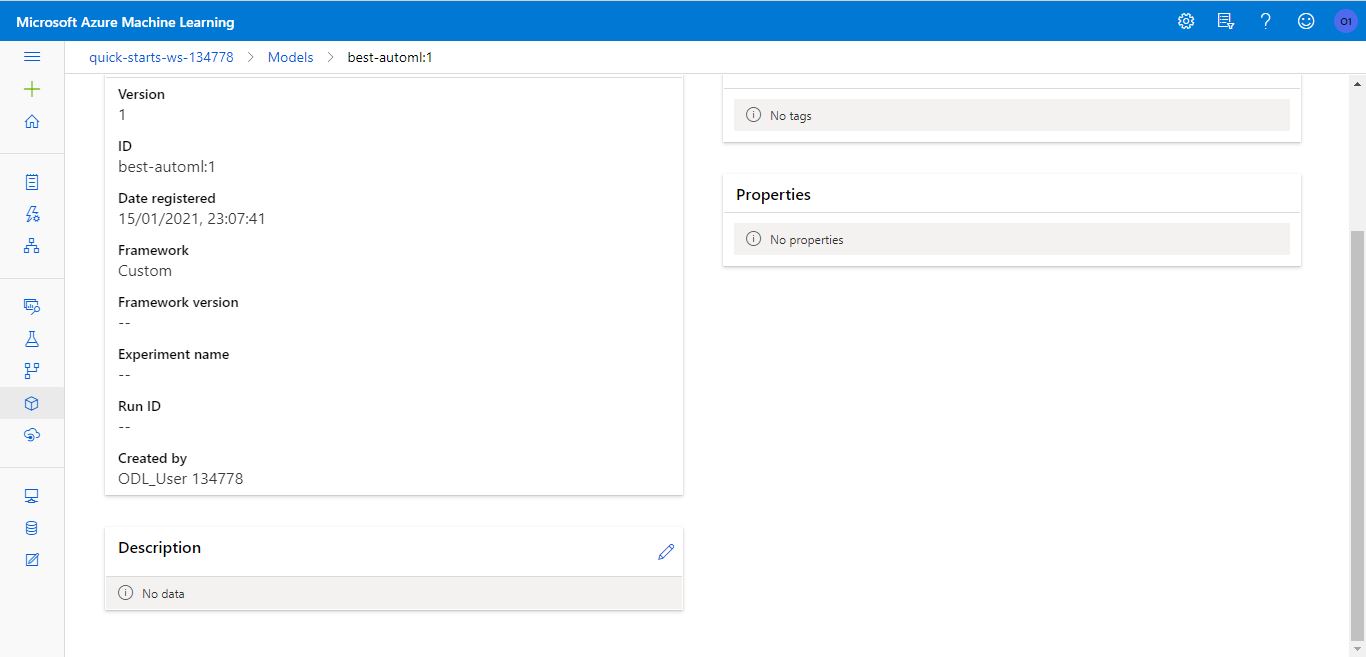 Microsoft Azure Machine Learning
O1
quick-starts-ws-134778 > Models > best-automl:1
Version
1
ID
best-automl:1
Date registered
15/01/2021, 23:07:41
Framework
Custom
Framework version
--
Experiment name
--
Run ID
--
Created by
ODL_User 134778
Description
No data
No tags
Properties
No properties